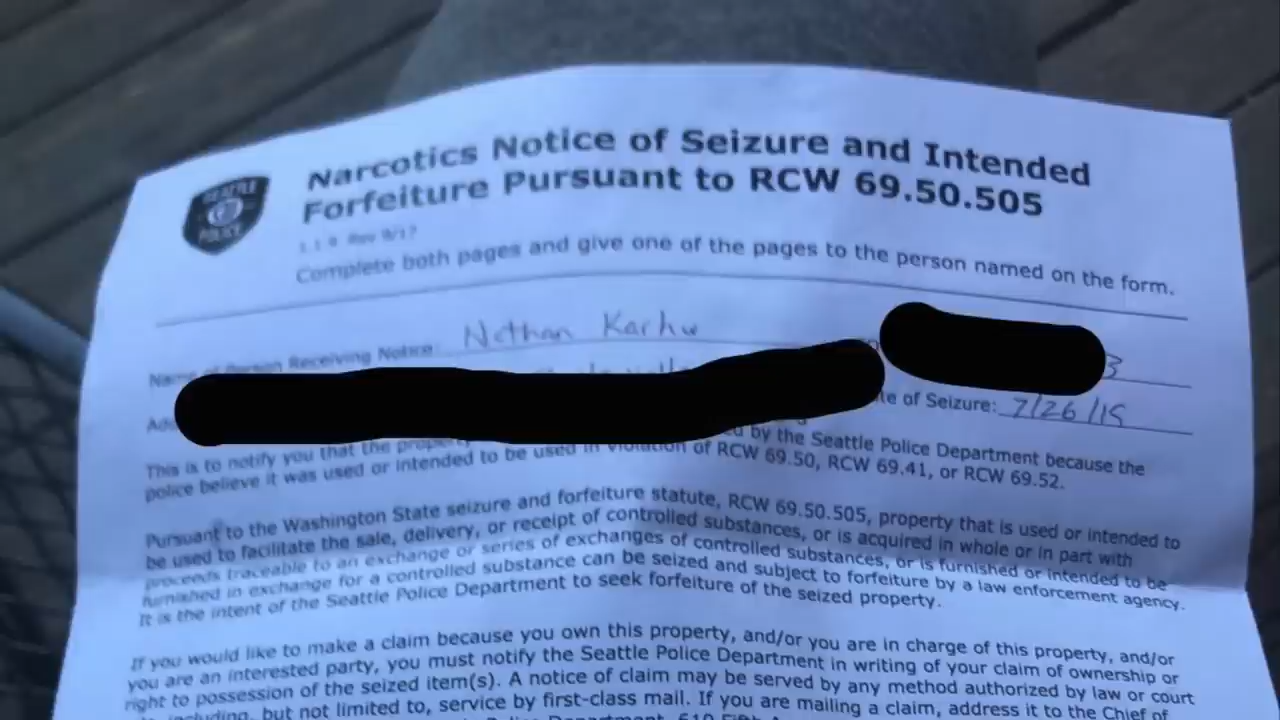 SEATTLE
POLICE
Narcotics Notice of Seizure and Intended
Forfeiture Pursuant to RCW 69.50.505
Rev 9/17
Complete both pages and give one of the pages to the person named on the form.
Name of Person Receiving Notice: Nathan Karhu
3
of Seizure: 7/26/15
This is to notify you that the property by the Seattle Police Department because the
police believe it was used or intended to be used in violation of RCW 69.50, RCW 69.41, or RCW 69.52.
Pursuant to the Washington State seizure and forfeiture statute, RCW 69.50.505, property that is used or intended to
be used to facilitate the sale, delivery, or receipt of controlled substances, or is acquired in whole or in part with
proceeds traceable to an exchange or series of exchanges of controlled substances, or is furnished or intended to be
furnished in exchange for a controlled substance can be seized and subject to forfeiture by a law enforcement agency.
It is the intent of the Seattle Police Department to seek forfeiture of the seized property.
If you would like to make a claim because you own this property, and/or you are in charge of this property, and/or
you are an interested party, you must notify the Seattle Police Department in writing of your claim of ownership or
right to possession of the seized item(s). A notice of claim may be served by any method authorized by law or court
including, but not limited to, service by first-class mail. If you are mailing a claim, address it to the Chief of